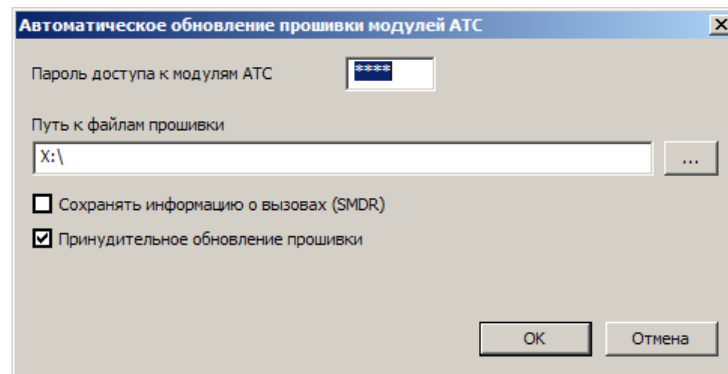 Автоматическое обновление прошивки модулей АТС
Пароль доступа к модулям АТС ****
Путь к файлам прошивки
X:\ ...
Сохранять информацию о вызовах (SMDR)
Принудительное обновление прошивки
OK Отмена